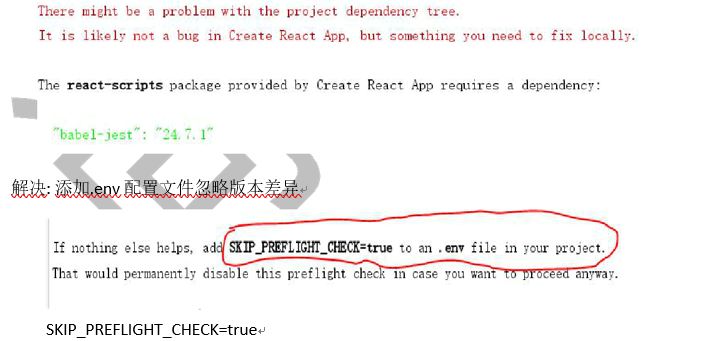 There might be a problem with the project dependency tree.
It is likely not a bug in Create React App, but something you need to fix locally.
The react-scripts package provided by Create React App requires a dependency:
"babel-jest": "24.7.1"
解决: 添加.env 配置文件忽略版本差异
If nothing else helps, add SKIP_PREFLIGHT_CHECK=true to an .env file in your project.
That would permanently disable this preflight check in case you want to proceed anyway.
SKIP_PREFLIGHT_CHECK=true